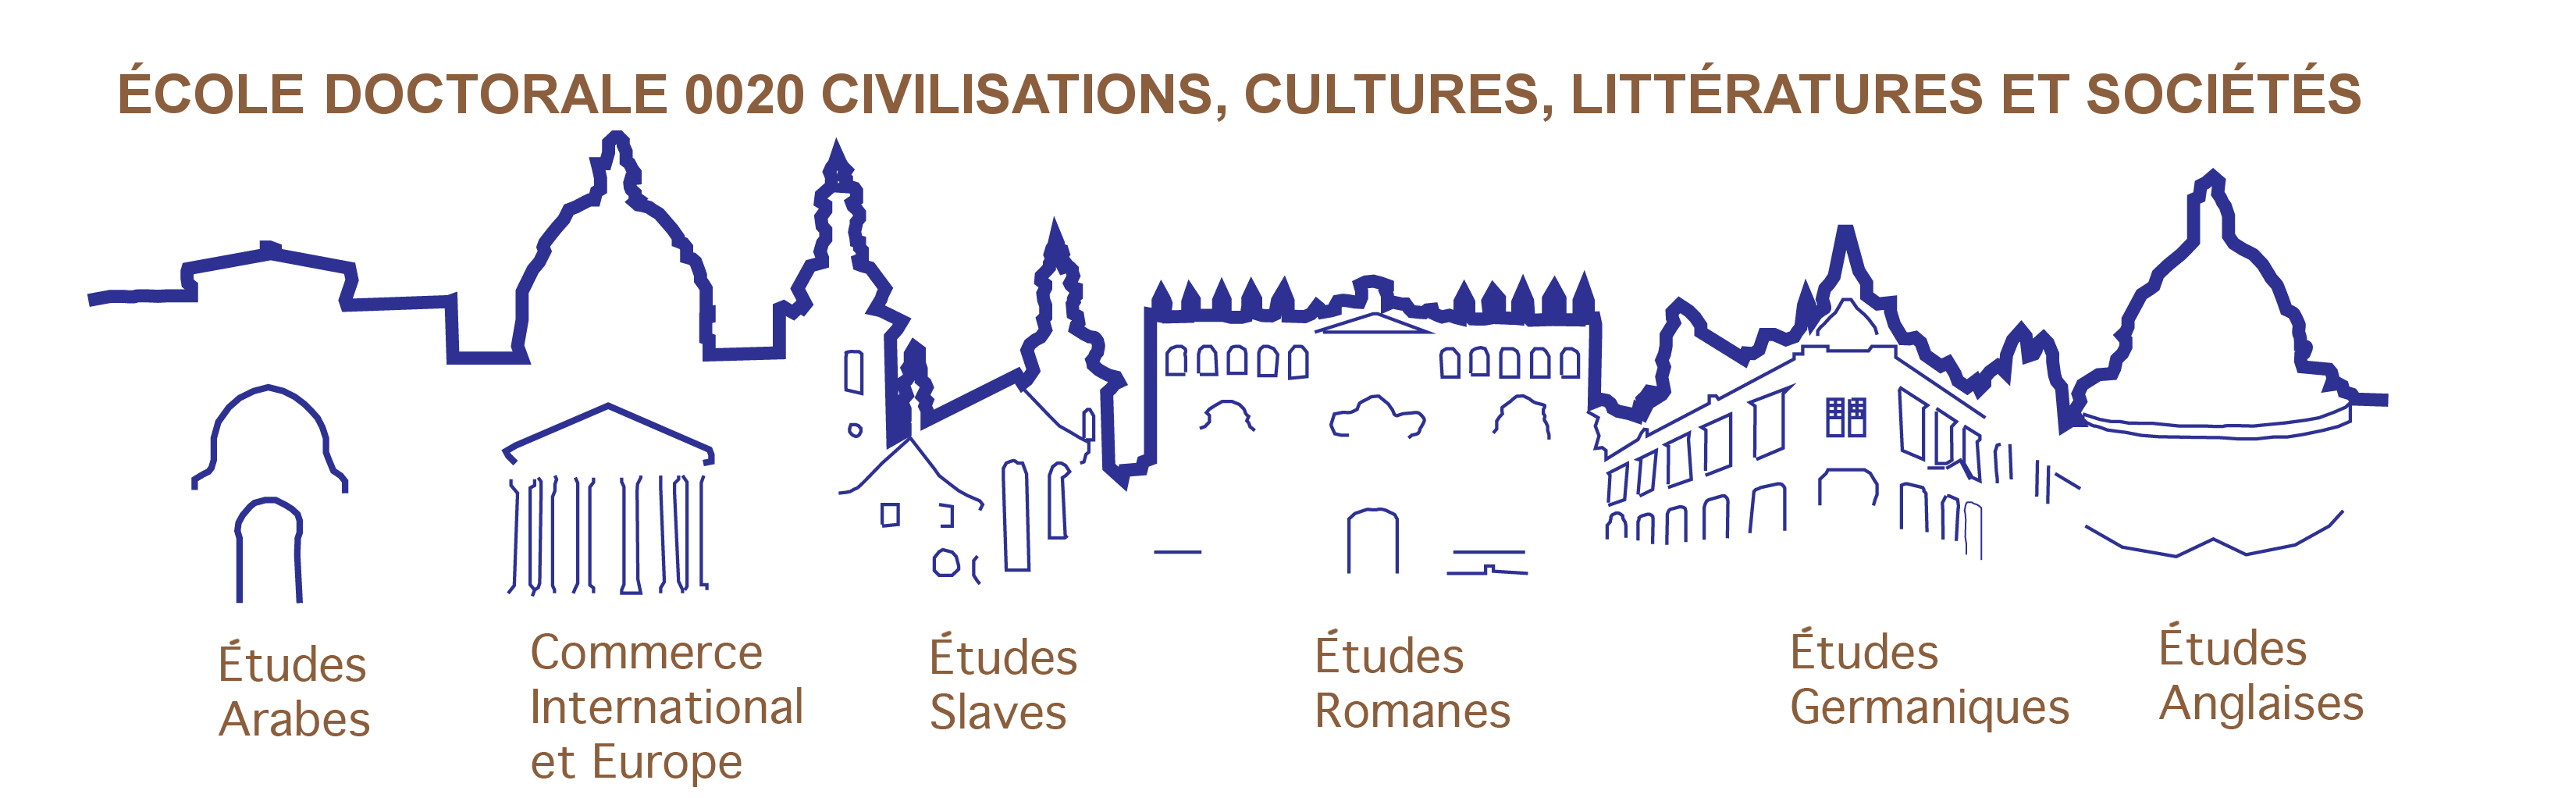 ÉCOLE DOCTORALE 0020 CIVILISATIONS, CULTURES, LITTÉRATURES ET SOCIÉTÉS
Études
Arabes
Commerce
International
et Europe
Études
Slaves
Études
Romanes
Études
Germaniques
Études
Anglaises